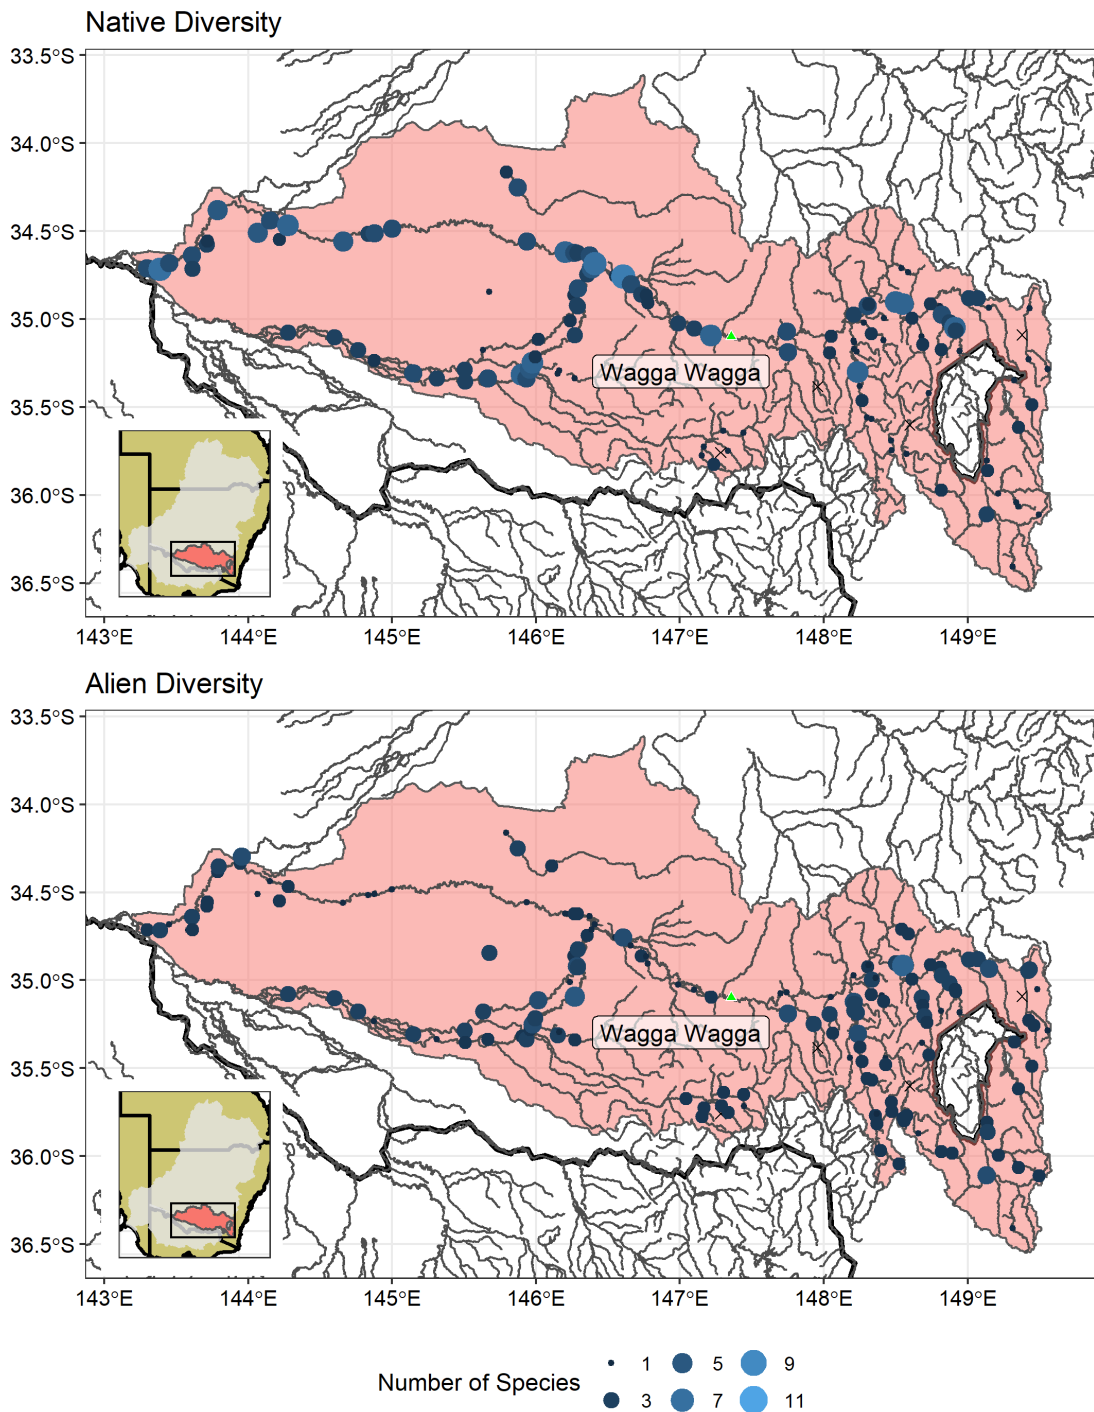 Native Diversity
33.5°S
34.0°S
34.5°S
35.0°S
35.5°S
36.0°S
36.5°S
Wagga Wagga
143°E 144°E 145°E 146°E 147°E 148°E 149°E
Alien Diversity
33.5°S
34.0°S
34.5°S
35.0°S
35.5°S
36.0°S
36.5°S
Wagga Wagga
143°E 144°E 145°E 146°E 147°E 148°E 149°E
Number of Species
1 5 9
3 7 11